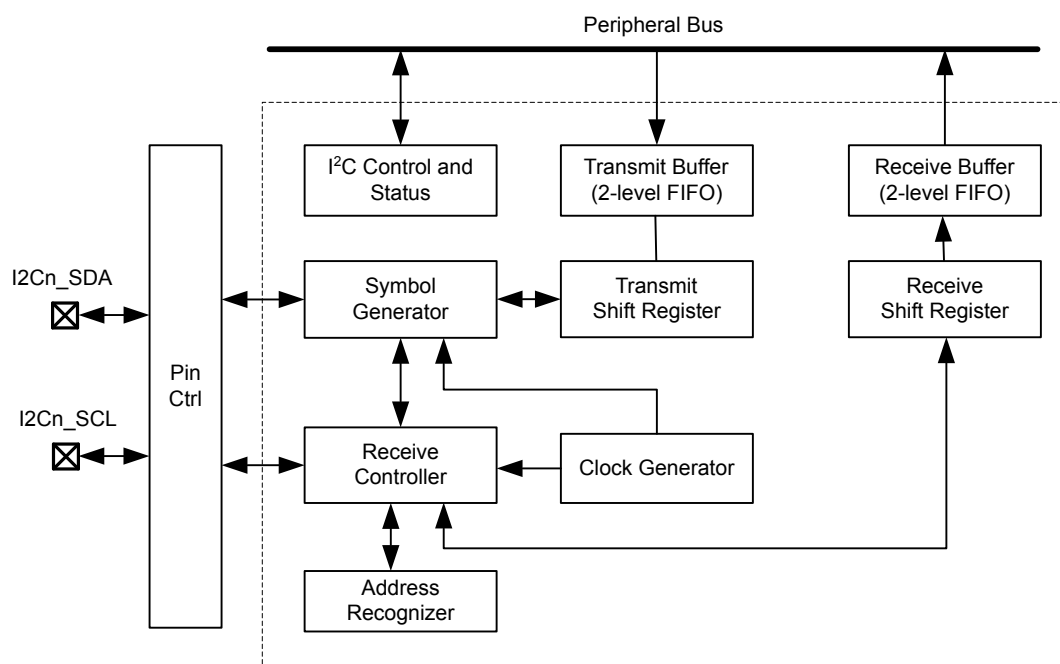 Peripheral Bus
I²C Control and
Status
Transmit Buffer
(2-level FIFO)
Receive Buffer
(2-level FIFO)
I2Cn_SDA
Symbol
Generator
Transmit
Shift Register
Receive
Shift Register
Pin
Ctrl
I2Cn_SCL
Receive
Controller
Clock Generator
Address
Recognizer